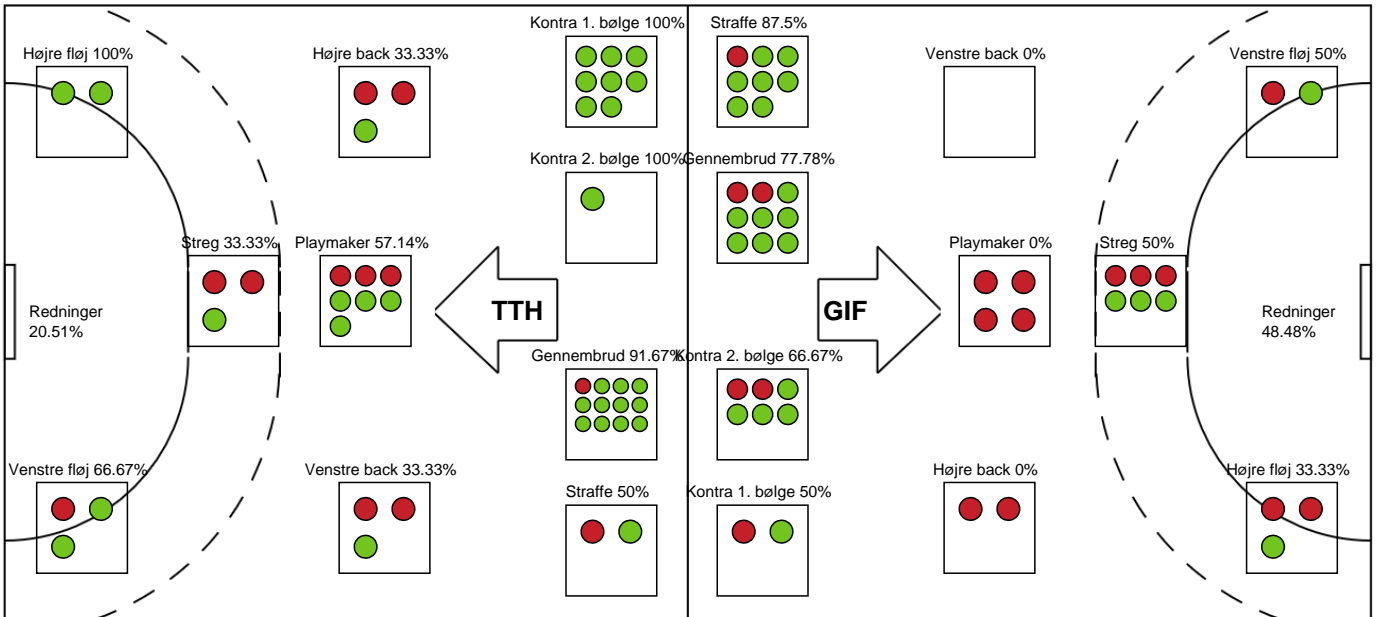 Kontra 1. bølge 100%
Straffe 87.5%
Højre fløj 100%
Højre back 33.33%
Venstre back 0%
Venstre fløj 50%
Kontra 2. bølge 100%
Gennembrud 77.78%
Streg 33.33%
Playmaker 57.14%
Playmaker 0%
Streg 50%
Redninger
20.51%
TTH
GIF
Redninger
48.48%
Gennembrud 91.67%
Kontra 2. bølge 66.67%
Venstre fløj 66.67%
Venstre back 33.33%
Højre back 0%
Højre fløj 33.33%
Straffe 50%
Kontra 1. bølge 50%